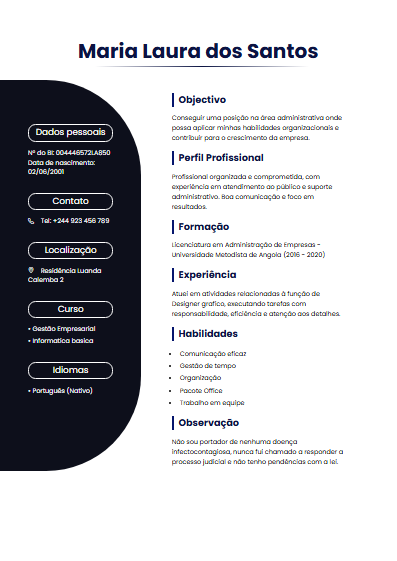 Maria Laura dos Santos
Dados pessoais
Nº do BI: 004446572LA850
Data de nascimento:
02/06/2001
Contato
Tel: +244 923 456 789
Localização
Residência Luanda
Calemba 2
Curso
• Gestão Empresarial
• Informatica basica
Idiomas
• Português (Nativo)
Objectivo
Conseguir uma posição na área administrativa onde
possa aplicar minhas habilidades organizacionais e
contribuir para o crescimento da empresa.
Perfil Profissional
Profissional organizada e comprometida, com
experiência em atendimento ao público e suporte
administrativo. Boa comunicação e foco em
resultados.
Formação
Licenciatura em Administração de Empresas –
Universidade Metodista de Angola (2016 – 2020)
Experiência
Atuei em atividades relacionadas à função de
Designer grafico, executando tarefas com
responsabilidade, eficiência e atenção aos detalhes.
Habilidades
• Comunicação eficaz
• Gestão de tempo
• Organização
• Pacote Office
• Trabalho em equipe
Observação
Não sou portador de nenhuma doença
infectocontagiosa, nunca fui chamado a responder a
processo judicial e não tenho pendências com a lei.